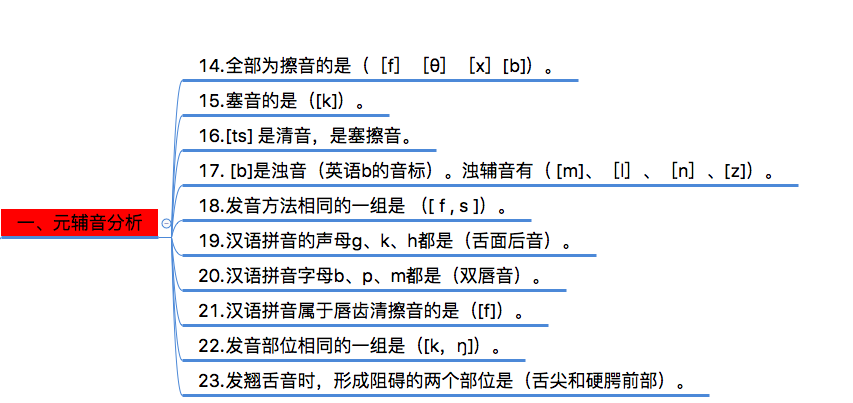 14.全部为擦音的是（［f］［θ］［x］[b]）。
15.塞音的是（[k]）。
16.[ts] 是清音，是塞擦音。
17. [b]是浊音（英语b的音标）。浊辅音有（ [m]、［l］、［n］、[z]）。
18.发音方法相同的一组是 （[ f , s ]）。
一、元辅音分析
19.汉语拼音的声母g、k、h都是（舌面后音）。
20.汉语拼音字母b、p、m都是（双唇音）。
21.汉语拼音属于唇齿清擦音的是（[f]）。
22.发音部位相同的一组是（[k，ŋ]）。
23.发翘舌音时，形成阻碍的两个部位是（舌尖和硬腭前部）。